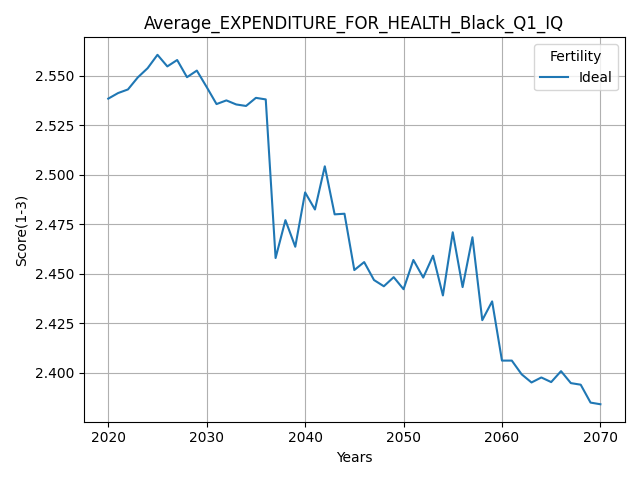 Average_EXPENDITURE_FOR_HEALTH_Black_Q1_IQ
Fertility
Ideal
Score(1-3)
2.550
2.525
2.500
2.475
2.450
2.425
2.400
2020 2030 2040 2050 2060 2070
Years